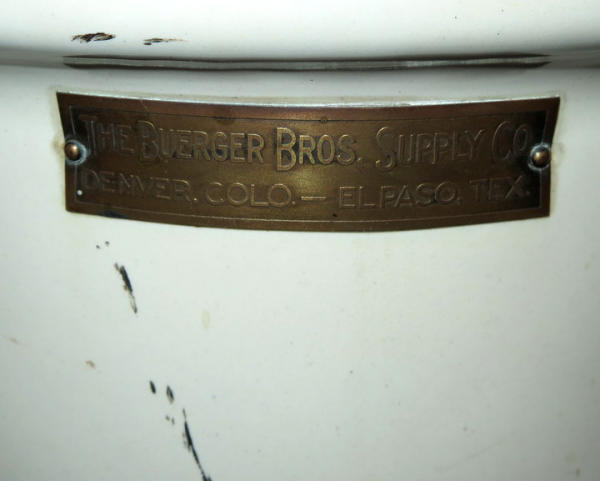 THE BUERGER BROS. SUPPLY CO.
DENVER, COLO. — EL PASO, TEX.